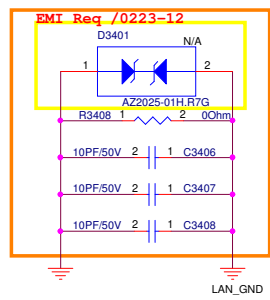 EMI Req /0223-12
D3401
N/A
1 2
AZ2025-01H.R7G
R3408 1 2 0Ohm
10PF/50V 2 1 C3406
10PF/50V 2 1 C3407
10PF/50V 2 1 C3408
LAN_GND